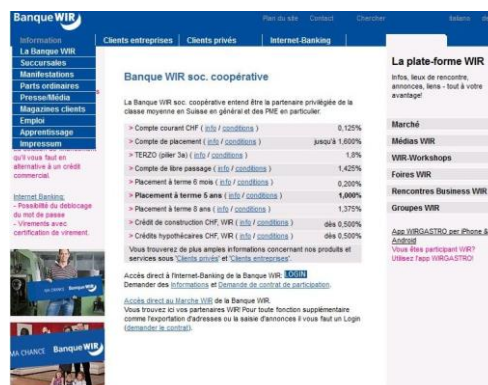 Banque WIR
Plan du site Contact Chercher Italiano
Information Clients entreprises Clients privés Internet-Banking
La Banque WIR
Succursales
Manifestations
Parts ordinaires
Presse/Média
Magazines clients
Emploi
Apprentissage
Impressum
qu'il vous faut en
alternative à un crédit
commercial.
Internet Banking:
- Possibilité du déblocage
du mot de passe
- Virements avec
certification de virement.
MA CHANCE Banque WIR
Banque WIR soc. coopérative
La Banque WIR soc. coopérative entend être la partenaire privilégiée de la
classe moyenne en Suisse en général et des PME en particulier.
> Compte courant CHF ( info / conditions ) 0,125%
> Compte de placement ( info / conditions ) jusqu'à 1,600%
> TERZO (pilier 3a) ( info / conditions ) 1,8%
> Compte de libre passage ( info / conditions ) 1,425%
> Placement à terme 6 mois ( info / conditions ) 0,200%
> Placement à terme 5 ans ( info / conditions ) 1,000%
> Placement à terme 8 ans ( info / conditions ) 1,375%
> Crédit de construction CHF, WIR ( info / conditions ) dès 0,500%
> Crédits hypothécaires CHF, WIR ( info / conditions ) dès 0,500%
Vous trouverez de plus amples informations concernant nos produits et
services sous "Clients privés" et "Clients entreprises".
Accès direct à l'Internet-Banking de la Banque WIR: LOGIN
Demander des Informations et Demande de contrat de participation.
Accès direct au Marche WIR de la Banque WIR.
Vous trouvez ici vos partenaires WIR! Pour toute fonction supplémentaire
comme l'exportation d'adresses ou la saisie d'annonces il vous faut un Login
(demander le contrat).
La plate-forme WIR
Infos, lieux de rencontre,
annonces, liens - tout à votre
avantage!
Marché
Médias WIR
WIR-Workshops
Foires WIR
Rencontres Business WIR
Groupes WIR
App WIRGASTRO per iPhone &
Android
Vous êtes participant WIR?
Utilisez l'app WIRGASTRO!